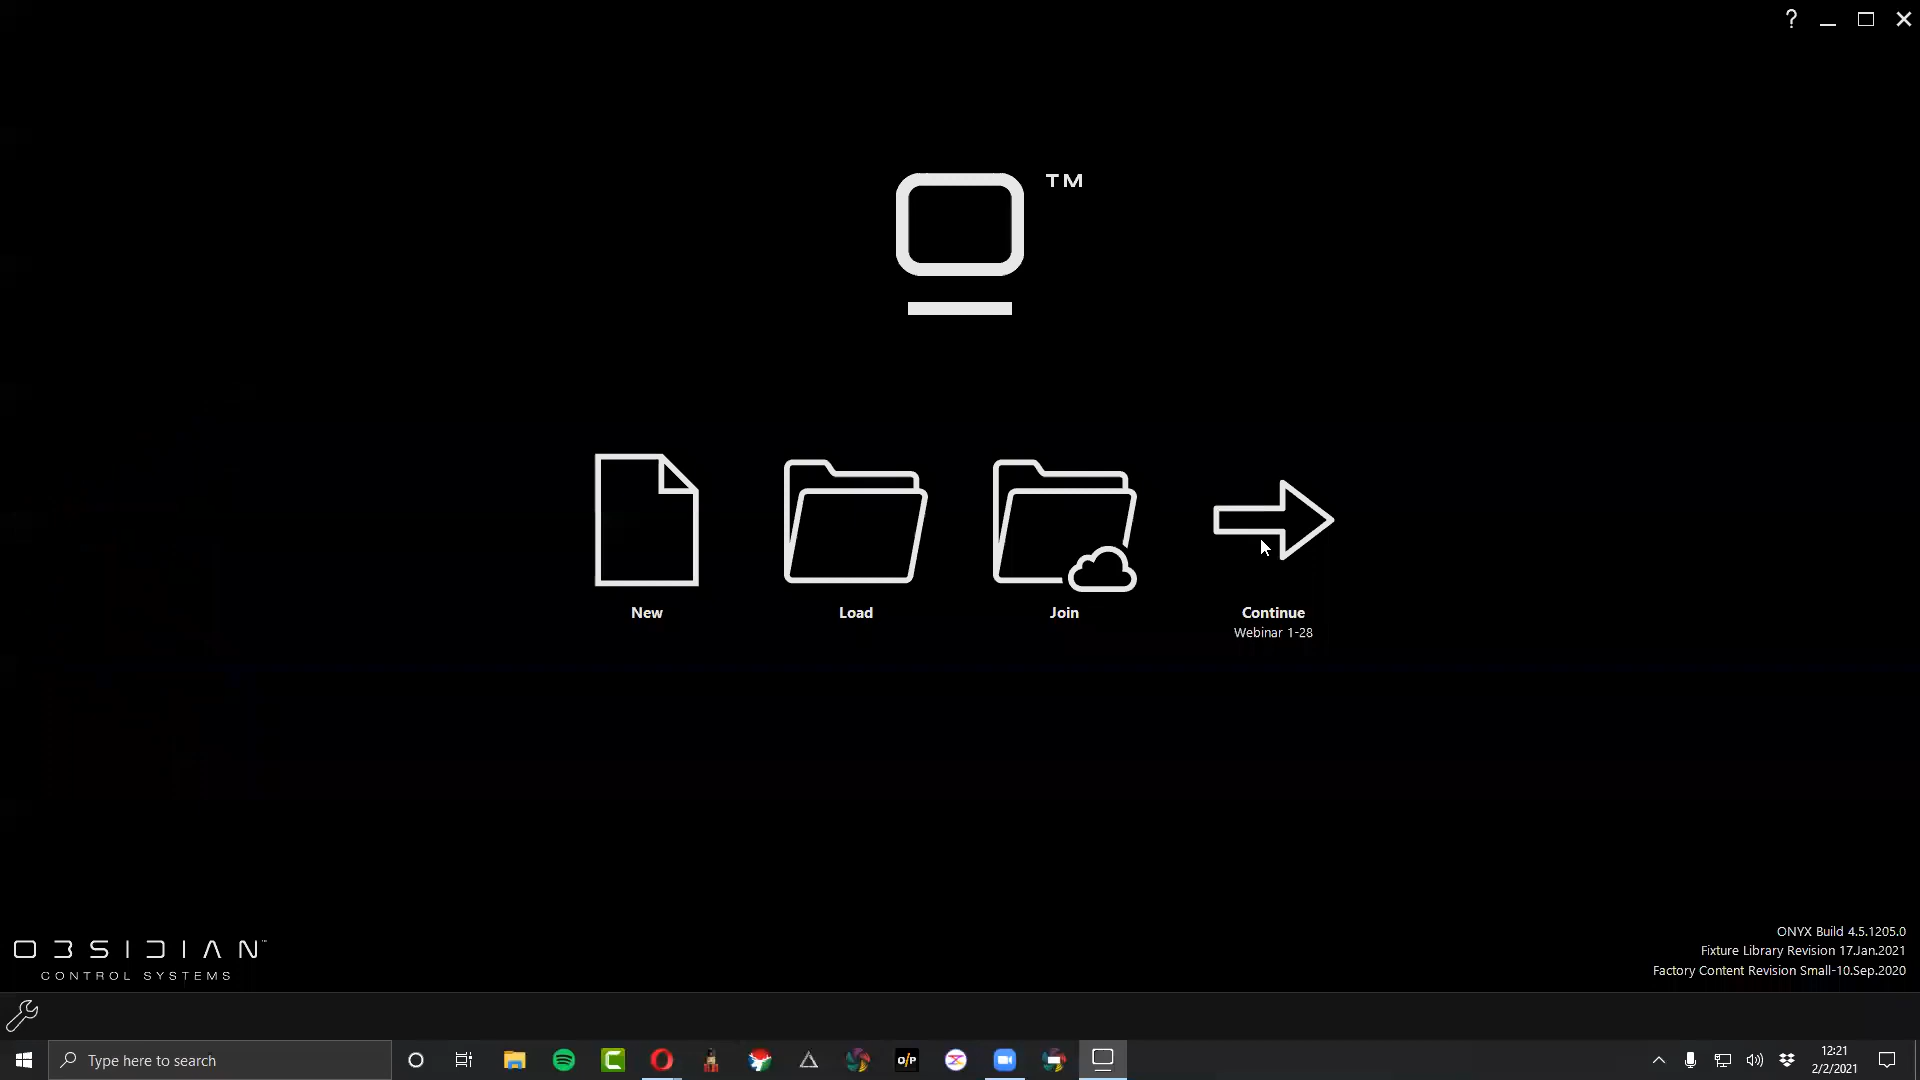 ?
TM
New
Load
Join
Continue
Webinar 1-28
OBSIDIAN™
CONTROL SYSTEMS
ONYX Build 4.5.1205.0
Fixture Library Revision 17.Jan.2021
Factory Content Revision Small-10.Sep.2020
Type here to search
O/P
12:21
2/2/2021